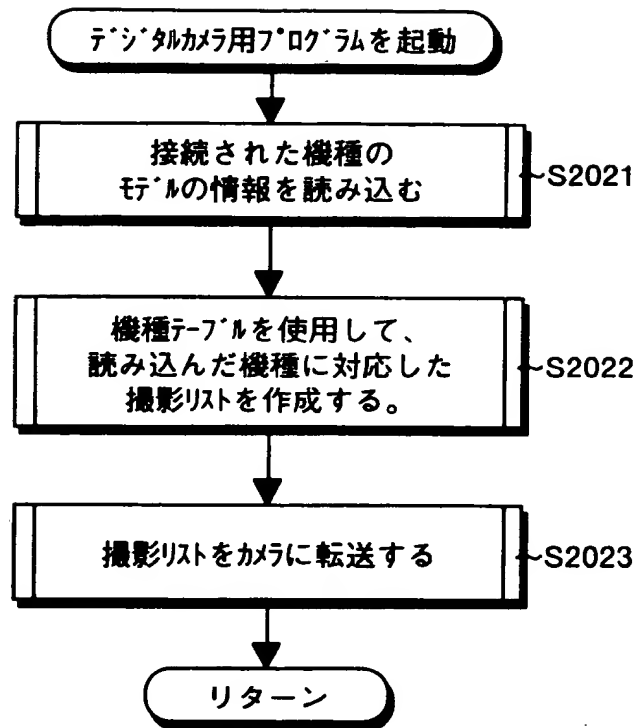 デジタルカメラ用プログラムを起動
接続された機種の
モデルの情報を読み込む
S2021
機種テーブルを使用して、
読み込んだ機種に対応した
撮影リストを作成する。
S2022
撮影リストをカメラに転送する
S2023
リターン